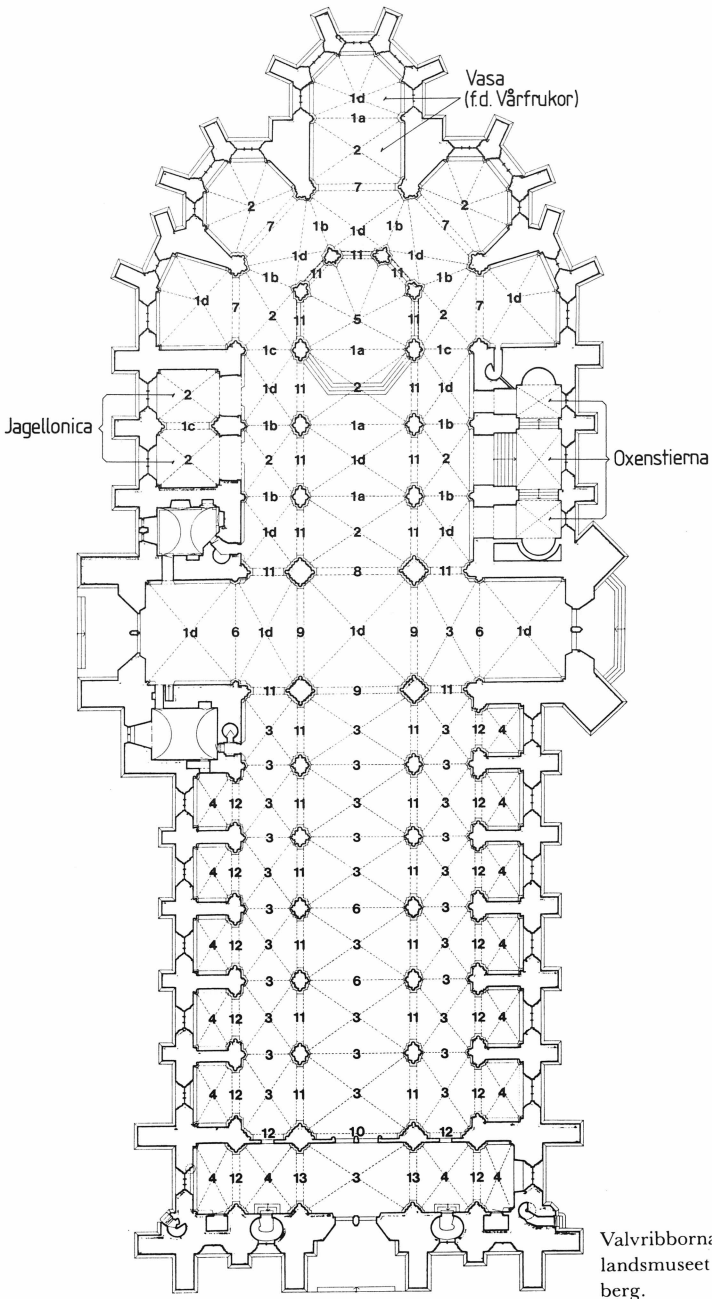 Vasa
(f.d. Vårfrukor)
1d
1a
2
7
2 2
7 1b 1d 1b 7
1d 11 1d
1b 11 11 1b
1d 7 7 1d
2 11 5 11 2
1c 1a 1c
2 1d 11 2 11 1d
Jagellonica 1c 1b 1a 1b
2 2 11 1d 11 2 Oxenstierna
1b 1a 1b
1d 11 2 11 1d
11 8 11
1d 6 1d 9 1d 9 3 6 1d
11 9 11
3 11 3 11 3 12 4
3 3 3
4 12 3 11 3 11 3 12 4
3 3 3
4 12 3 11 3 11 3 12 4
3 6 3
4 12 3 11 3 11 3 12 4
3 6 3
4 12 3 11 3 11 3 12 4
3 3 3
4 12 3 11 3 11 3 12 4
12 10 12
4 12 4 13 3 13 4 12 4
Valvribborna
landsmuseet
berg.